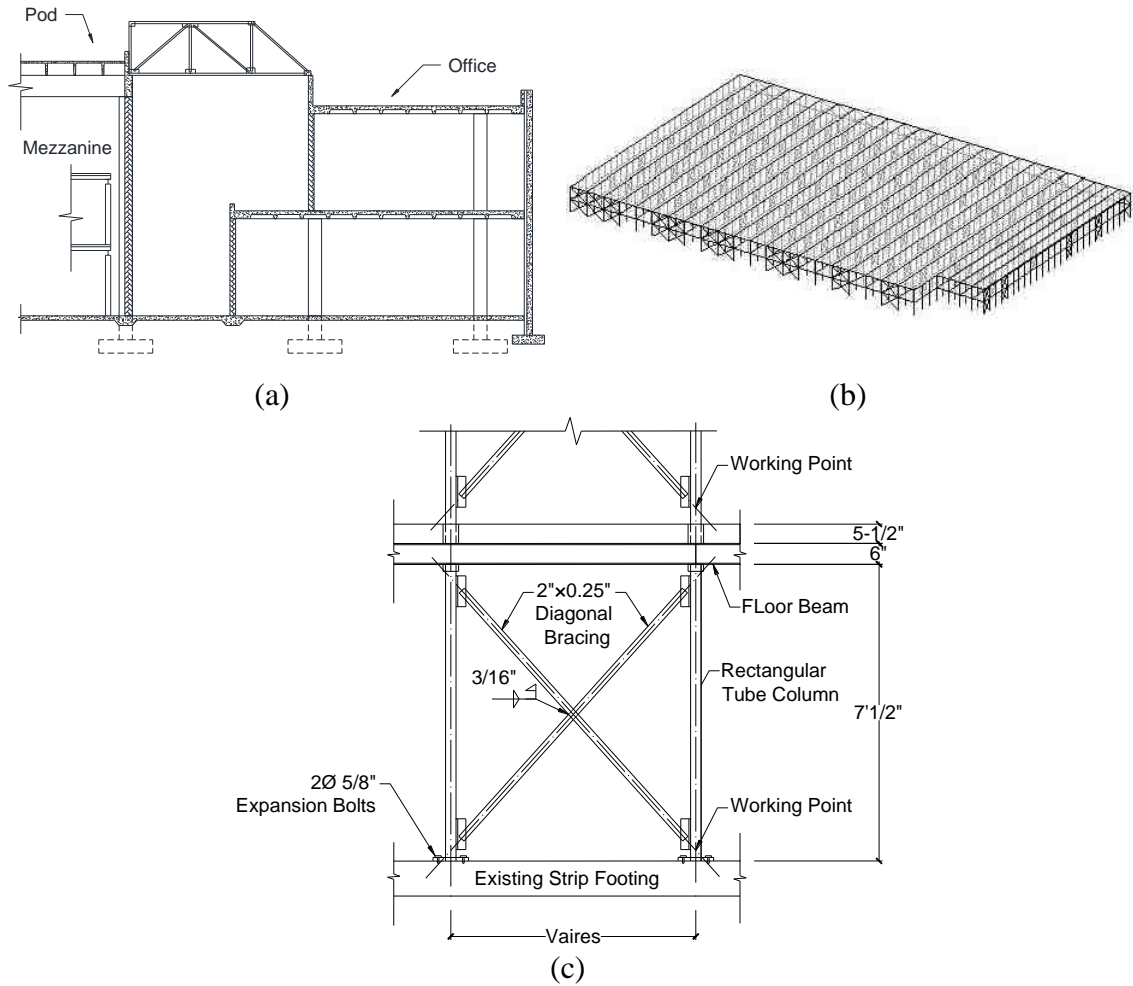 Pod
Office
Mezzanine
(a)
(b)
Working Point
5-1/2"
6"
2"×0.25"
Diagonal
Bracing
FLoor Beam
3/16"
Rectangular
Tube Column
7'1/2"
2Ø 5/8"
Expansion Bolts
Working Point
Existing Strip Footing
Vaires
(c)